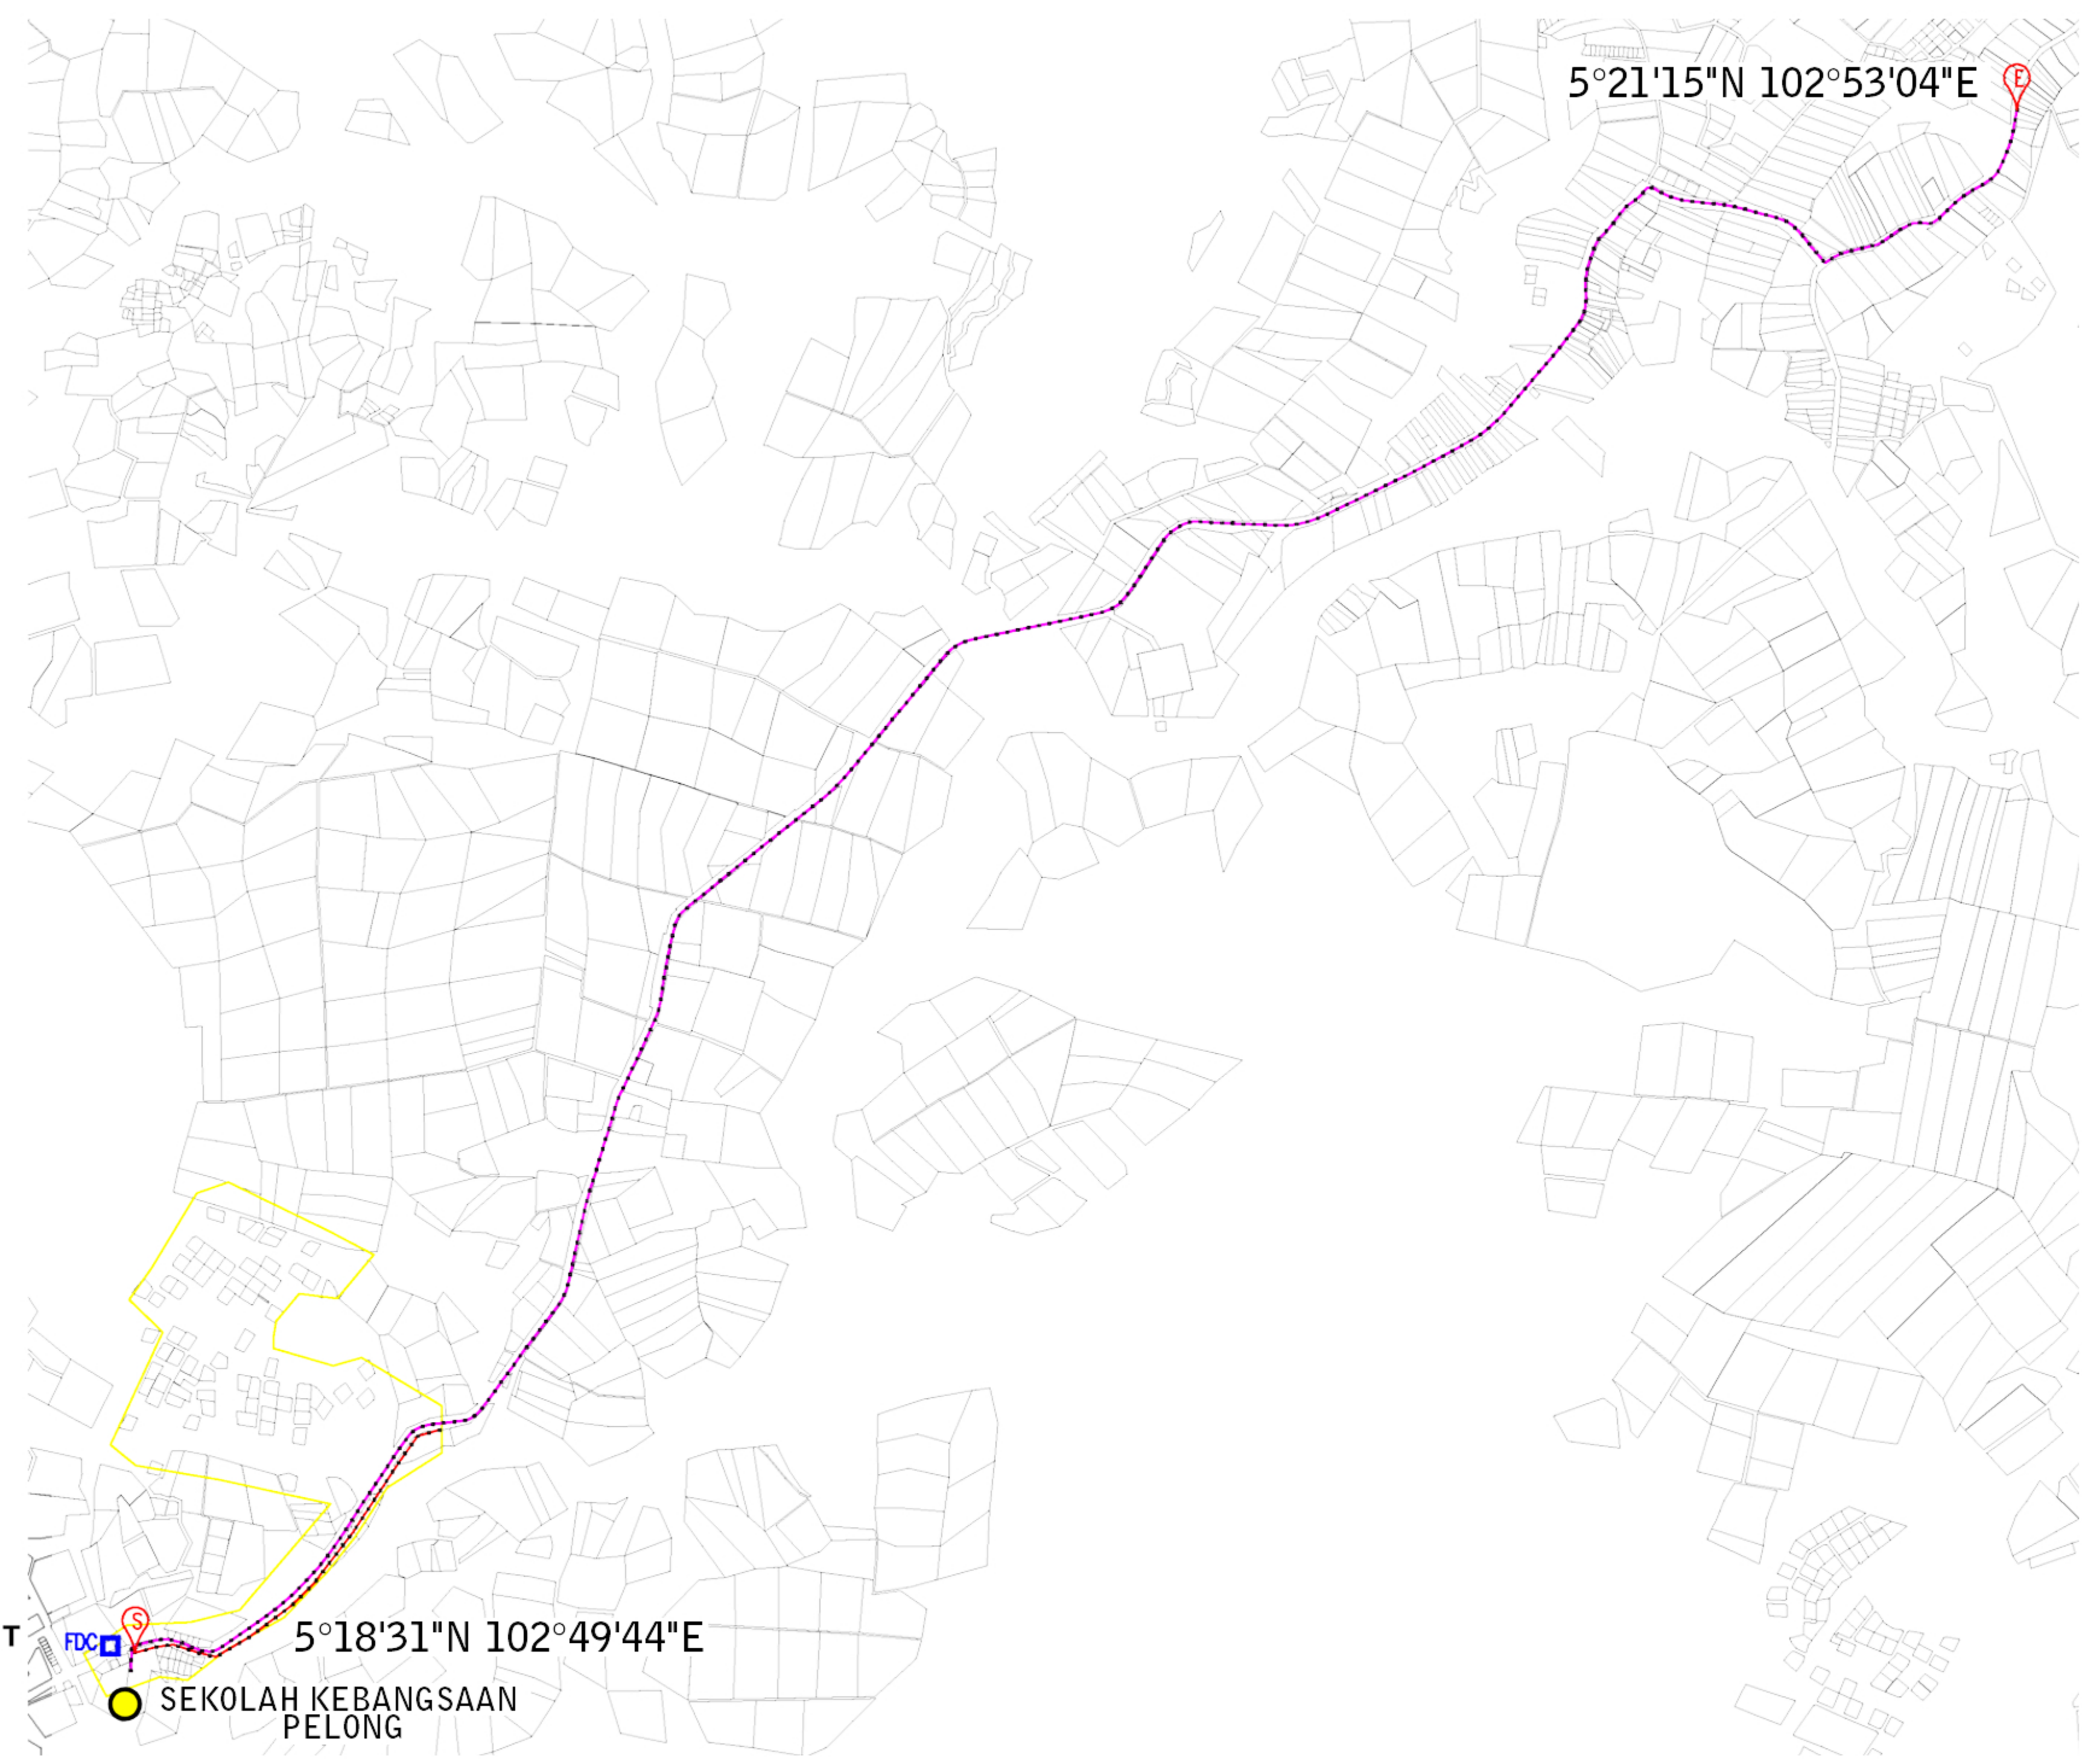 5°21'15"N 102°53'04"E
E
S
T
FDC
5°18'31"N 102°49'44"E
SEKOLAH KEBANGSAAN
PELONG